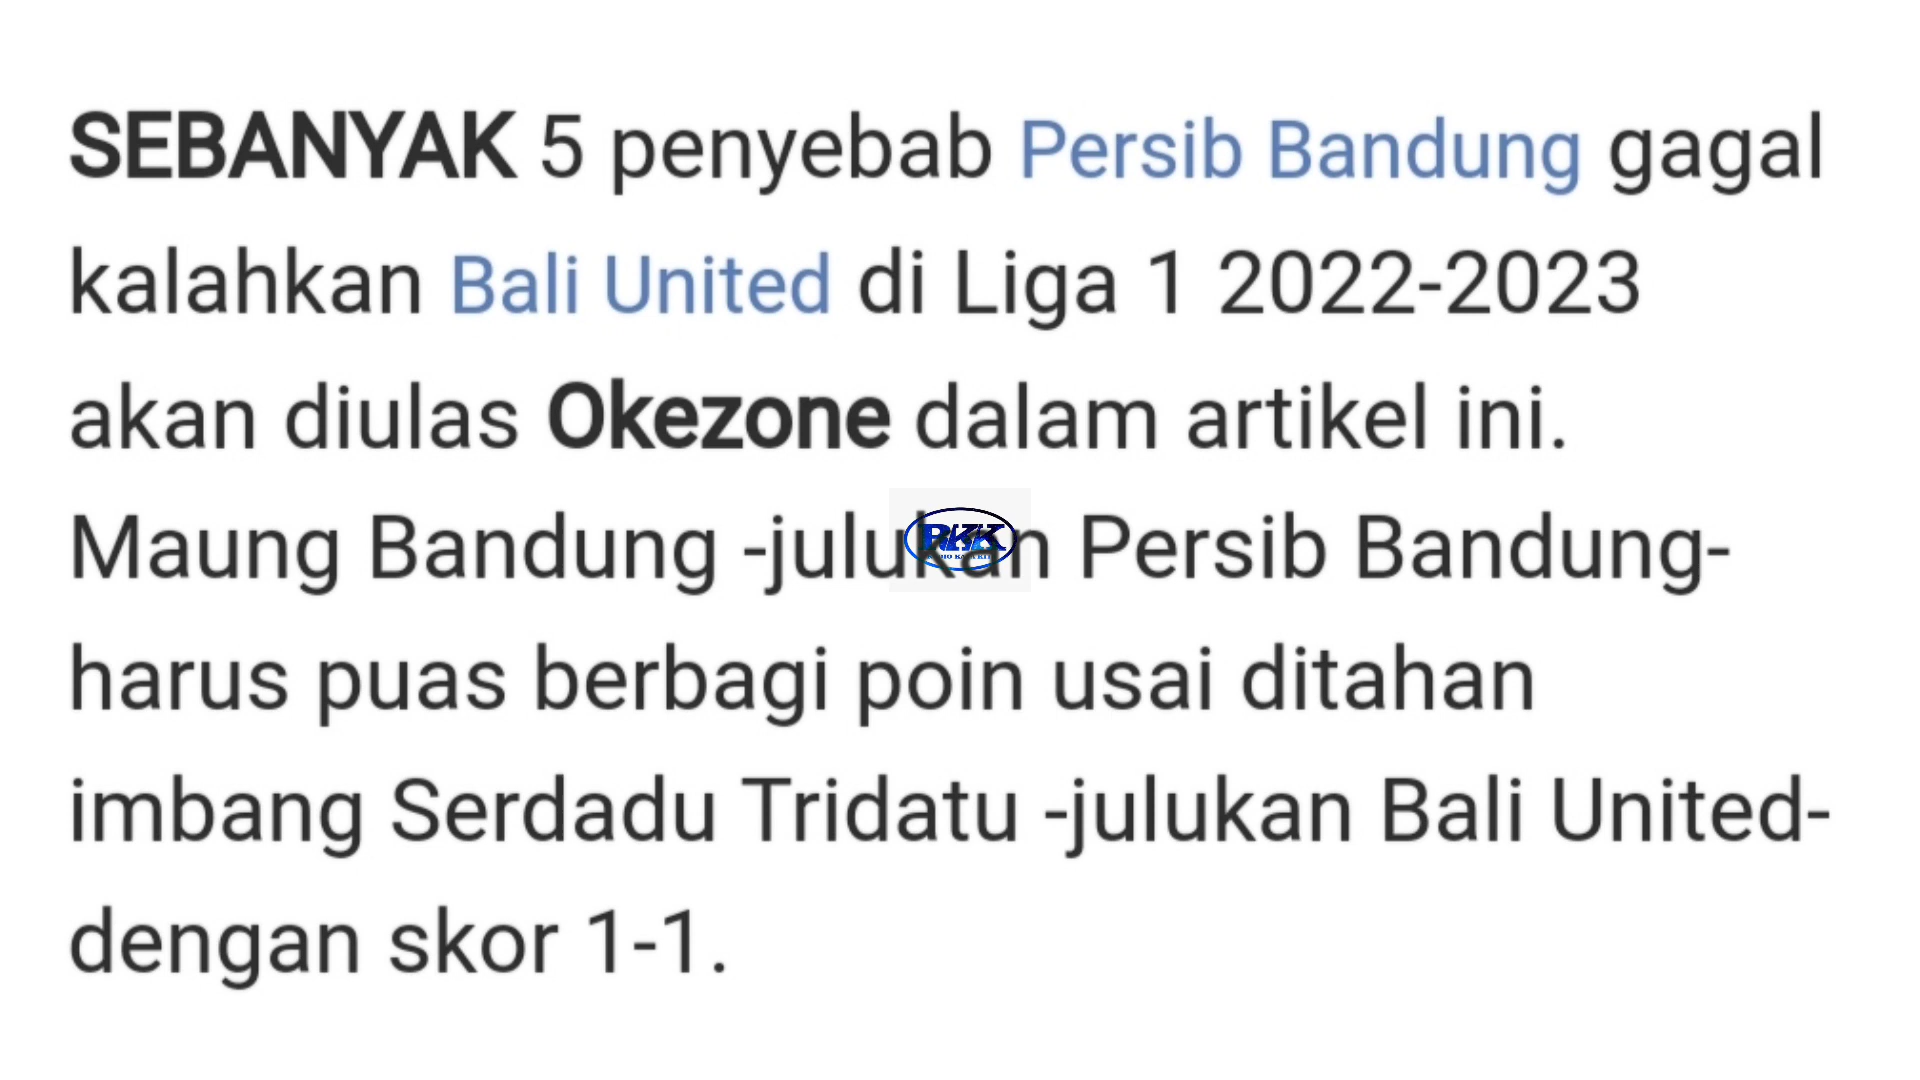 SEBANYAK 5 penyebab Persib Bandung gagal
kalahkan Bali United di Liga 1 2022-2023
akan diulas Okezone dalam artikel ini.
Maung Bandung -julukan Persib Bandung-
harus puas berbagi poin usai ditahan
imbang Serdadu Tridatu -julukan Bali United-
dengan skor 1-1.